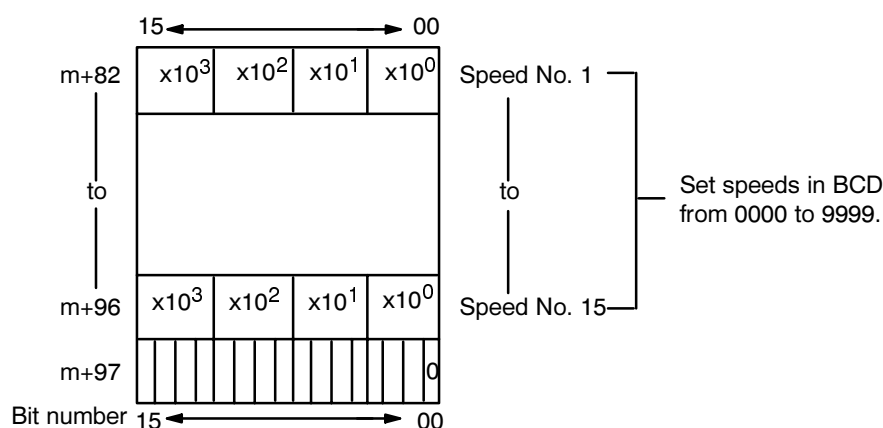 15 00
m+82 x10³ x10² x10¹ x10⁰ Speed No. 1
to to
Set speeds in BCD
from 0000 to 9999.
m+96 x10³ x10² x10¹ x10⁰ Speed No. 15
m+97 0
Bit number 15 00